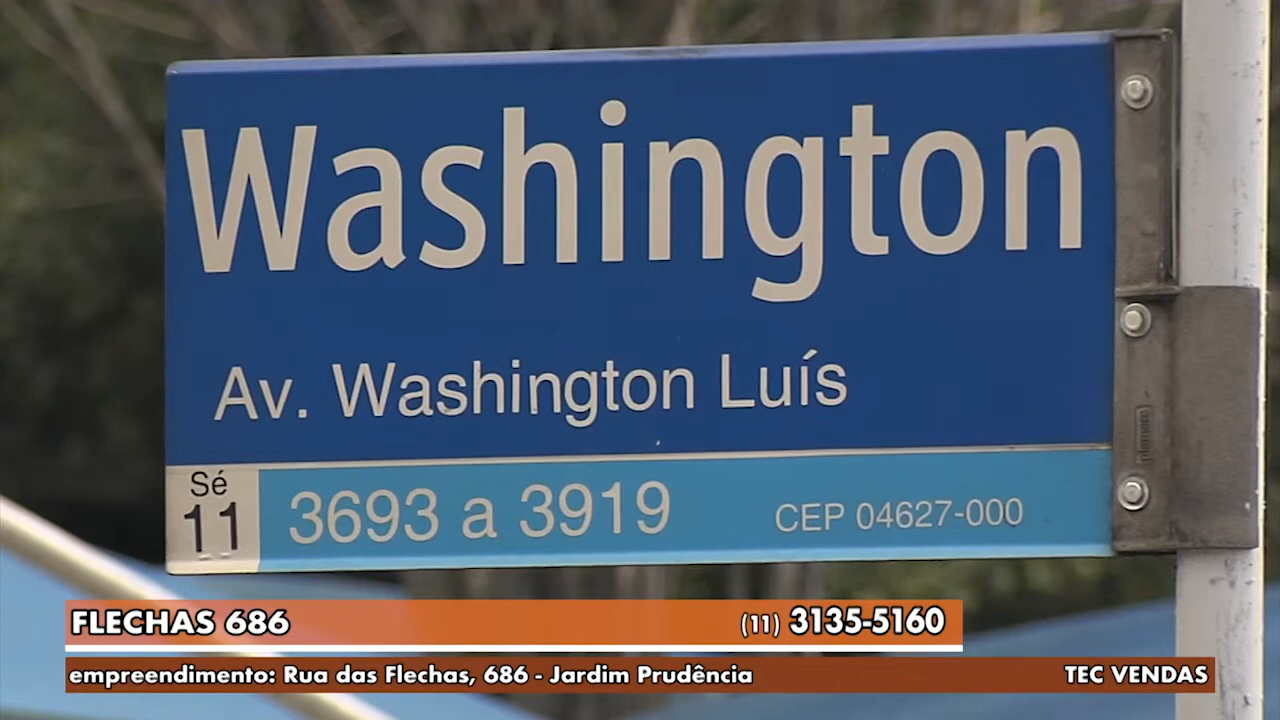 Washington
Av. Washington Luís
Sé
11
3693 a 3919
CEP 04627-000
FLECHAS 686
(11) 3135-5160
empreendimento: Rua das Flechas, 686 - Jardim Prudência
TEC VENDAS